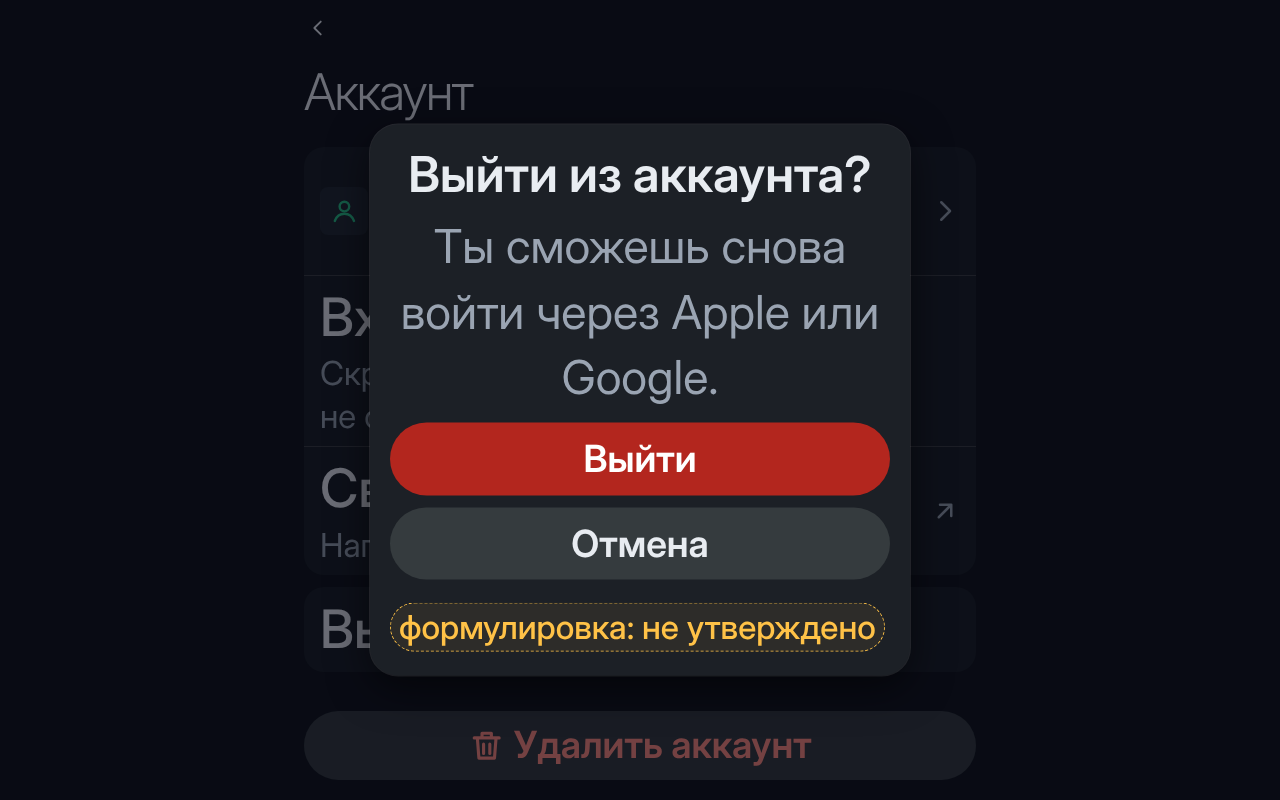 Аккаунт
Выйти из аккаунта?
Ты сможешь снова
войти через Apple или
Google.
Выйти
Отмена
формулировка: не утверждено
Удалить аккаунт